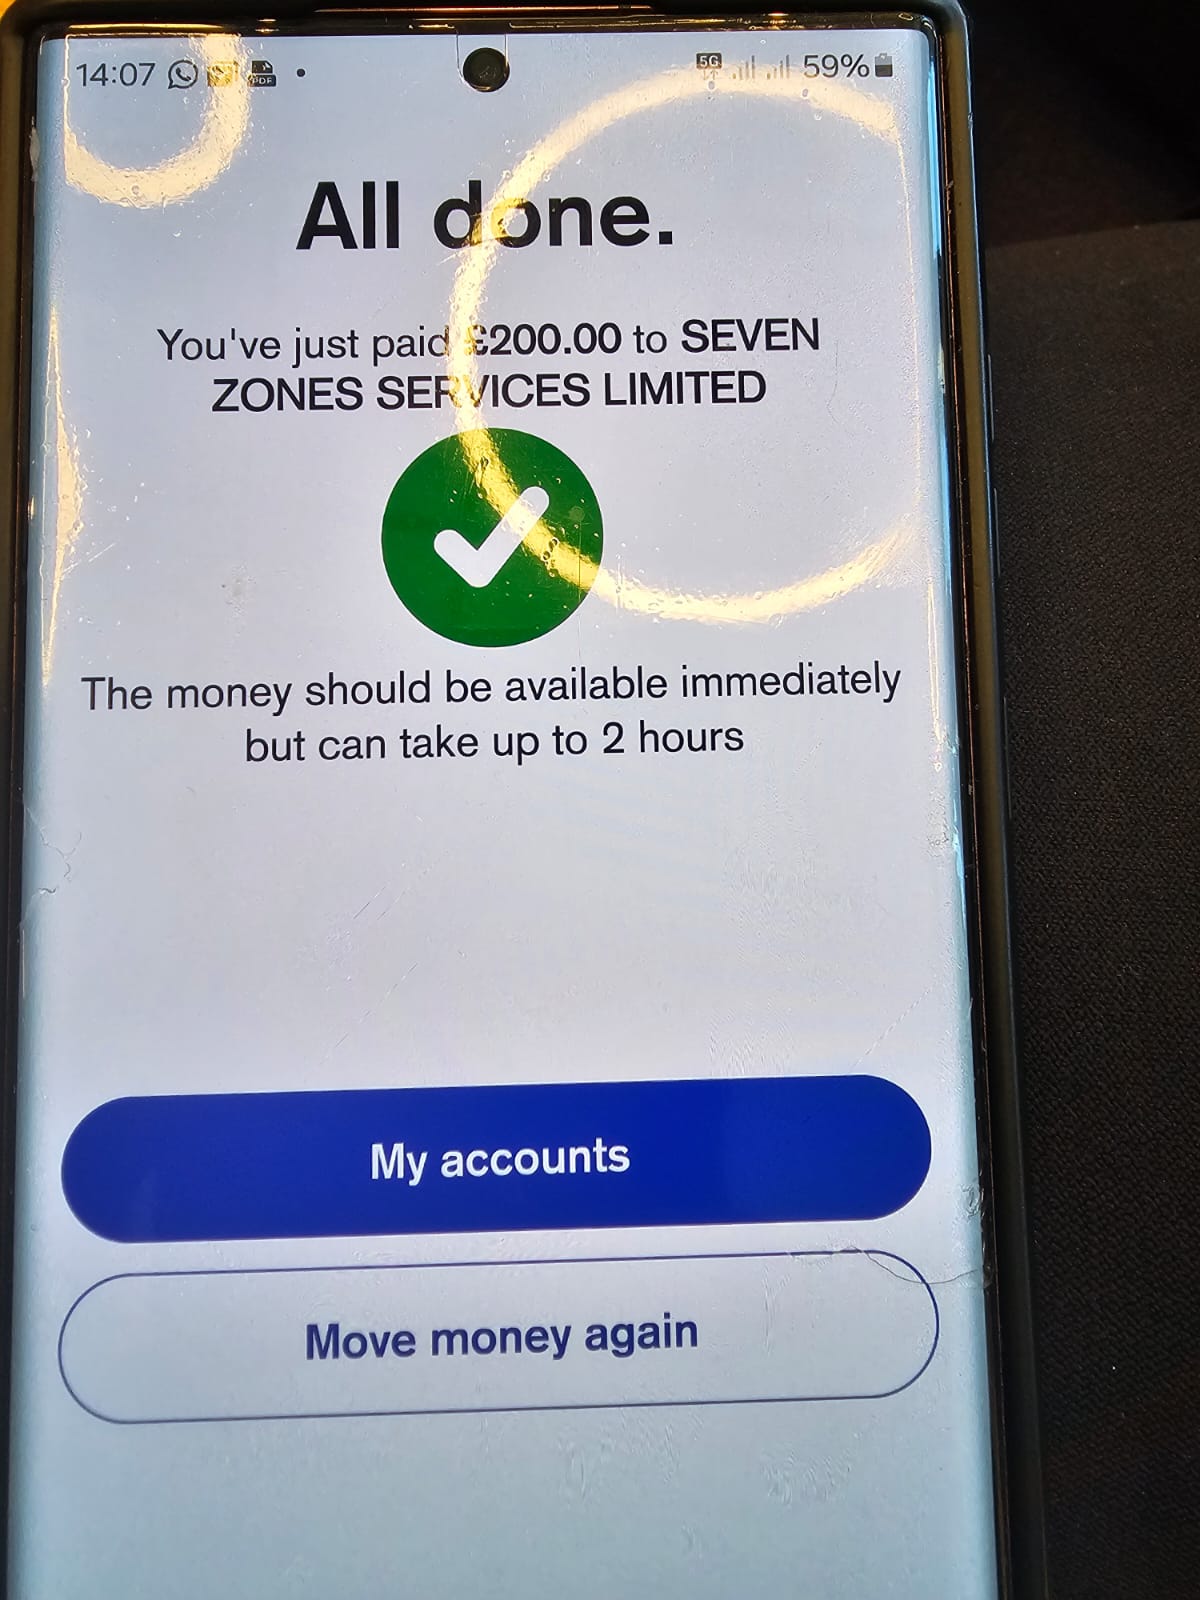 14:07
5G 59%
All done.
You've just paid £200.00 to SEVEN
ZONES SERVICES LIMITED
The money should be available immediately
but can take up to 2 hours
My accounts
Move money again